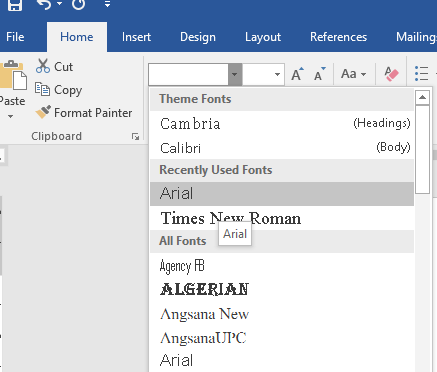 File Home Insert Design Layout References Mailing
Cut
Copy
Paste
Format Painter
Clipboard
Aa
Theme Fonts
Cambria (Headings)
Calibri (Body)
Recently Used Fonts
Arial
Times New Roman
Arial
All Fonts
Agency FB
ALGERIAN
Angsana New
AngsanaUPC
Arial